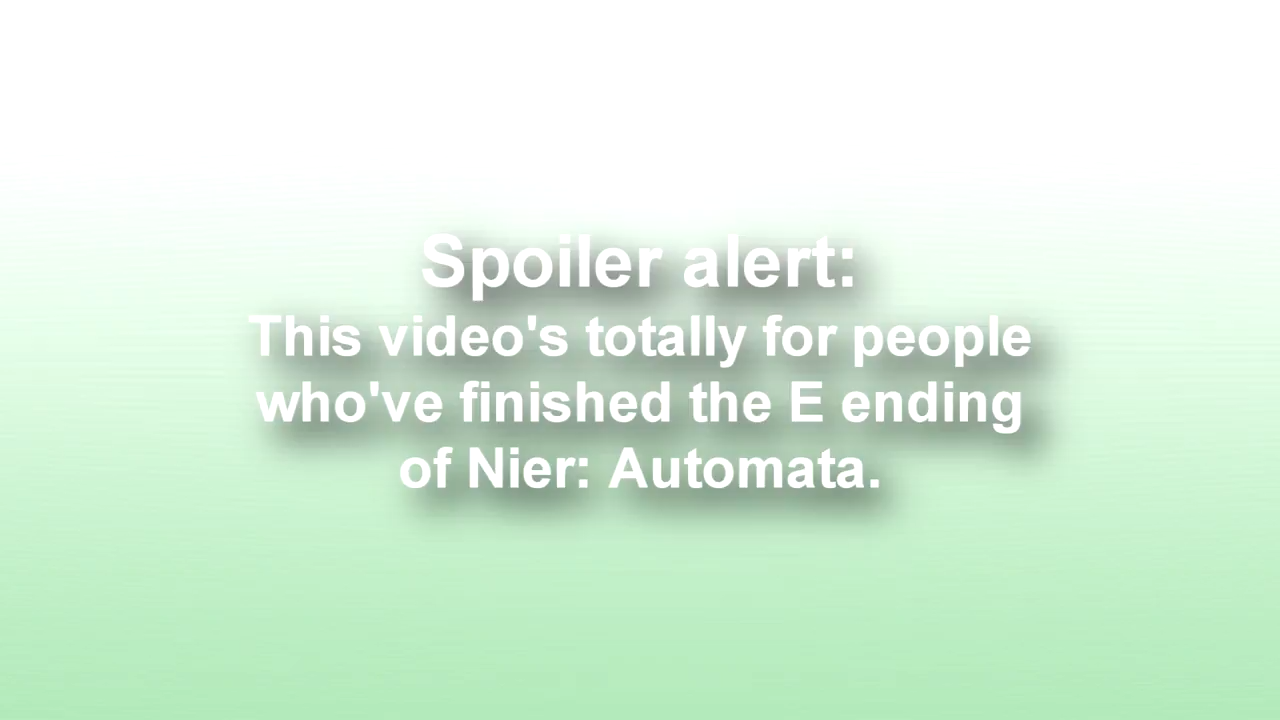 Spoiler alert:
This video's totally for people
who've finished the E ending
of Nier: Automata.